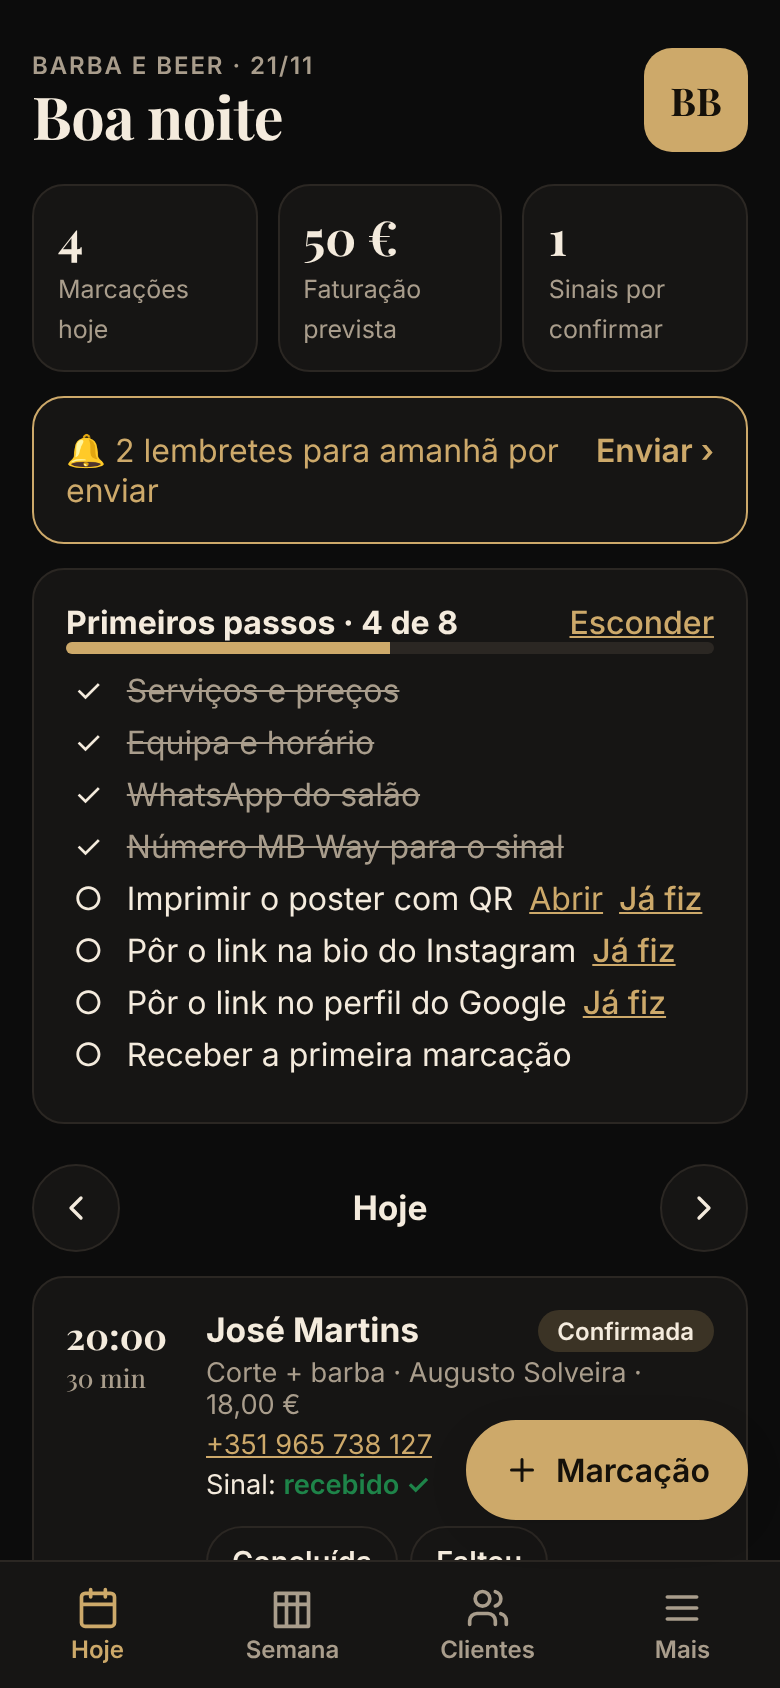 BARBA E BEER · 21/11
Boa noite
BB
4
Marcações
hoje
50 €
Faturação
prevista
1
Sinais por
confirmar
🔔 2 lembretes para amanhã por
enviar
Enviar ›
Primeiros passos · 4 de 8
Esconder
✓ Serviços e preços
✓ Equipa e horário
✓ WhatsApp do salão
✓ Número MB Way para o sinal
Imprimir o poster com QR Abrir Já fiz
Pôr o link na bio do Instagram Já fiz
Pôr o link no perfil do Google Já fiz
Receber a primeira marcação
Hoje
20:00
30 min
José Martins
Confirmada
Corte + barba · Augusto Solveira ·
18,00 €
+351 965 738 127
Sinal: recebido ✓
+ Marcação
Concluída
Faltou
Hoje
Semana
Clientes
Mais